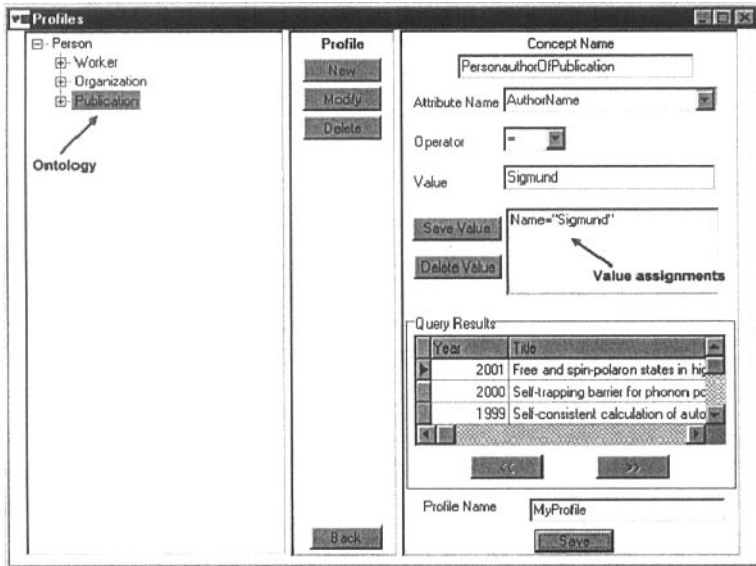 Profiles
Person
Worker
Organization
Publication
Ontology
Profile
New
Modify
Delete
Back
Concept Name
PersonauthorOfPublication
Attribute Name AuthorName
Operator =
Value Sigmund
Save Value
Delete Value
Name="Sigmund"
Value assignments
Query Results
Year Title
2001 Free and spin-polaron states in hig
2000 Self-trapping barrier for phonon po
1999 Self-consistent calculation of auto
<< >>
Profile Name MyProfile
Save